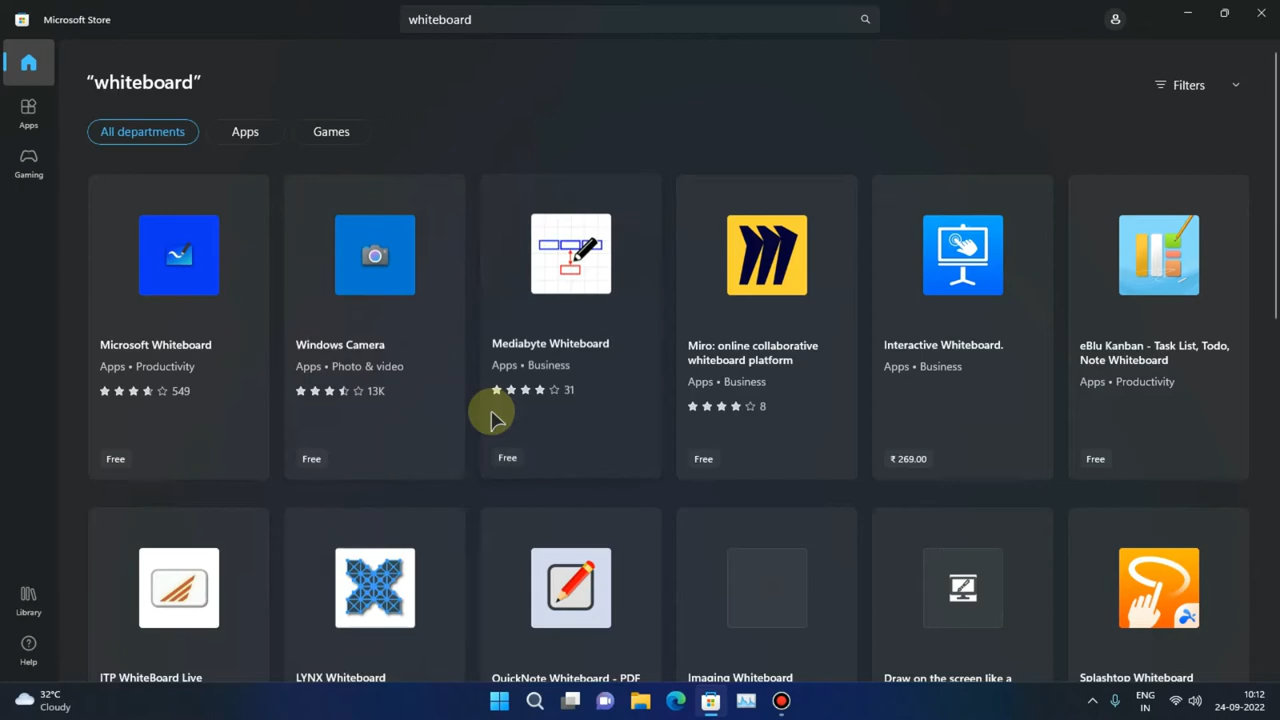 Microsoft Store
whiteboard
“whiteboard”
Filters
All departments
Apps
Games
Apps
Gaming
Microsoft Whiteboard
Apps • Productivity
549
Free
Windows Camera
Apps • Photo & video
13K
Free
Mediabyte Whiteboard
Apps • Business
31
Free
Miro: online collaborative
whiteboard platform
Apps • Business
8
Free
Interactive Whiteboard.
Apps • Business
₹ 269.00
eBlu Kanban - Task List, Todo,
Note Whiteboard
Apps • Productivity
Free
Library
Help
ITP WhiteBoard Live
LYNX Whiteboard
QuickNote Whiteboard - PDF
Imaging Whiteboard
Draw on the screen like a
Splashtop Whiteboard
32°C
Cloudy
ENG
IN
10:12
24-09-2022